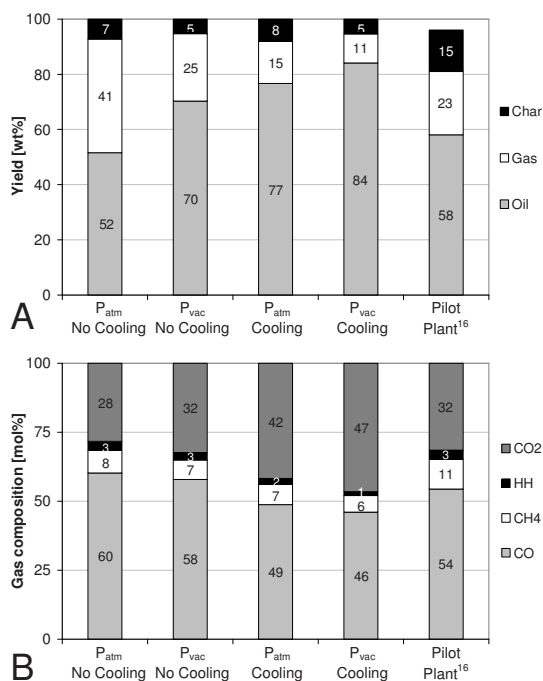 100
80
60
40
20
0
Yield [wt%]
7
41
52
5
25
70
8
15
77
5
11
84
15
23
58
Char
Gas
Oil
A
Patm
No Cooling
Pvac
No Cooling
Patm
Cooling
Pvac
Cooling
Pilot
Plant16
100
75
50
25
0
Gas composition [mol%]
28
3
8
60
32
3
7
58
42
2
7
49
47
1
6
46
32
3
11
54
CO2
HH
CH4
CO
B
Patm
No Cooling
Pvac
No Cooling
Patm
Cooling
Pvac
Cooling
Pilot
Plant16